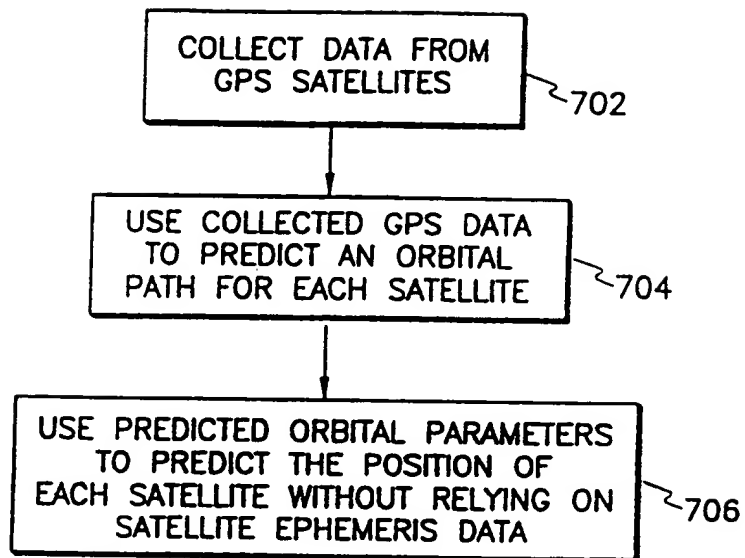 COLLECT DATA FROM
GPS SATELLITES
702
USE COLLECTED GPS DATA
TO PREDICT AN ORBITAL
PATH FOR EACH SATELLITE
704
USE PREDICTED ORBITAL PARAMETERS
TO PREDICT THE POSITION OF
EACH SATELLITE WITHOUT RELYING ON
SATELLITE EPHEMERIS DATA
706